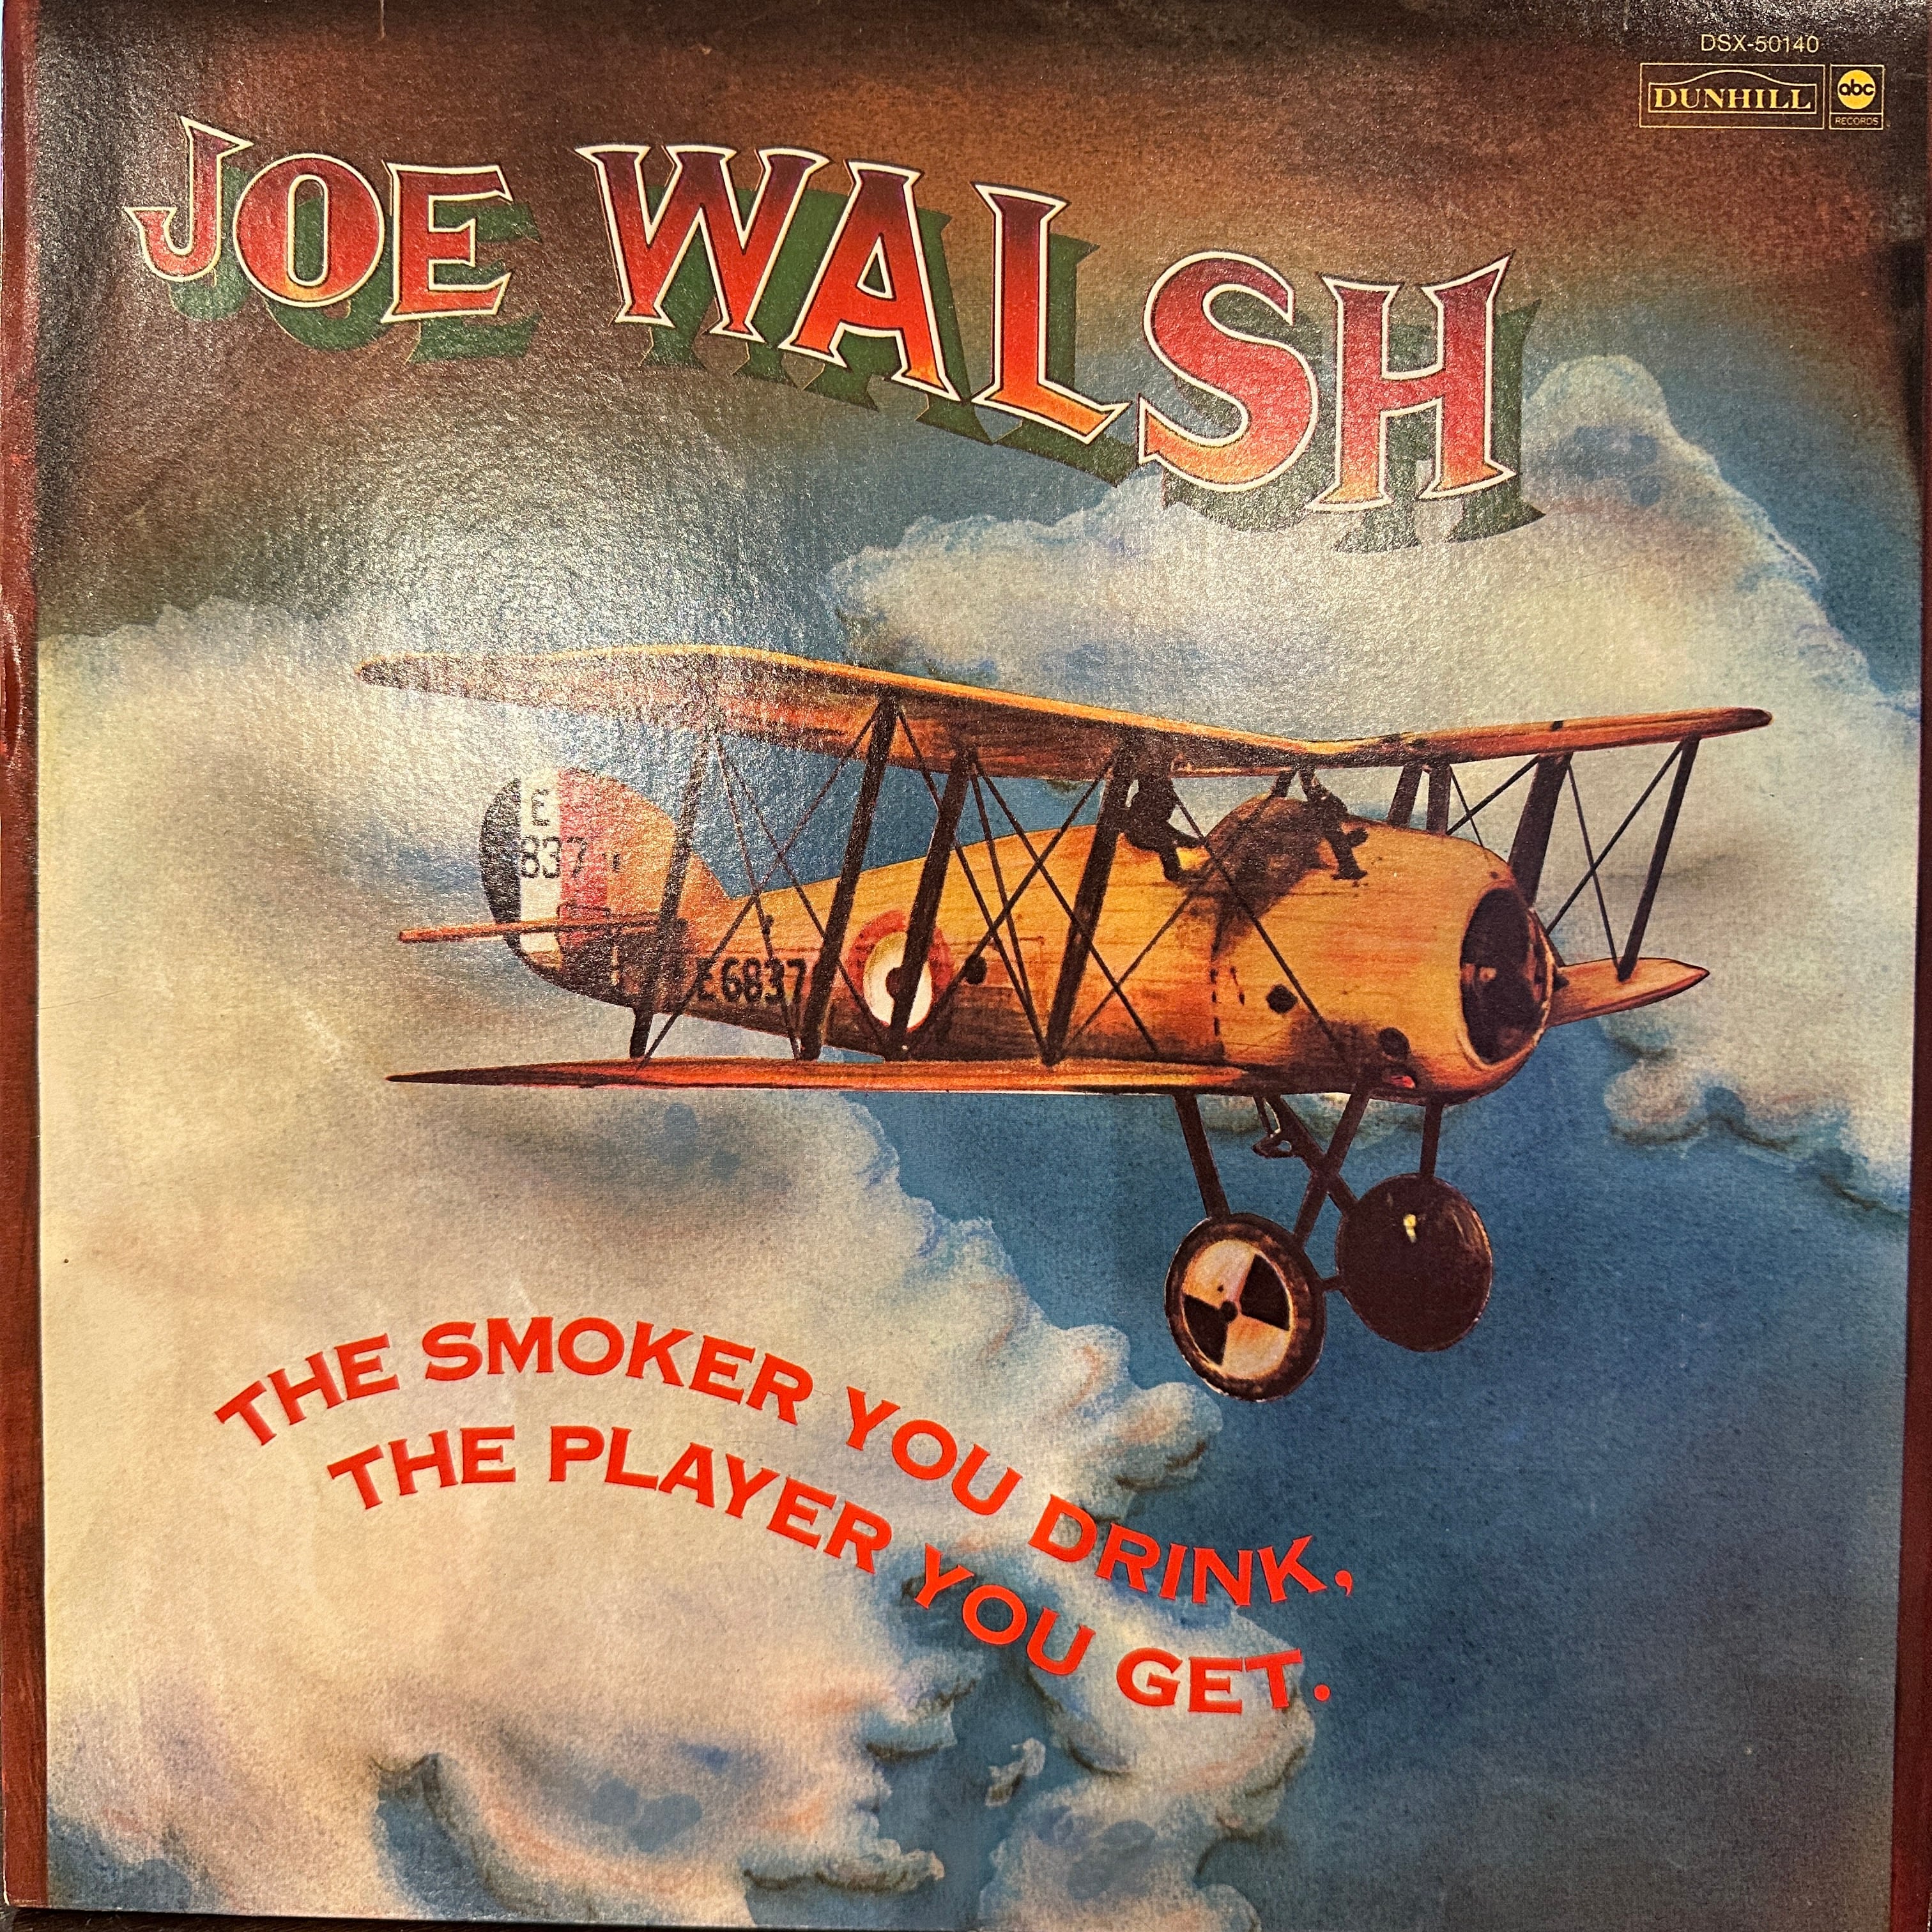 DSX-50140
DUNHILL
abc
RECORDS
JOE WALSH
E
837
E6837
THE SMOKER YOU DRINK,
THE PLAYER YOU GET.